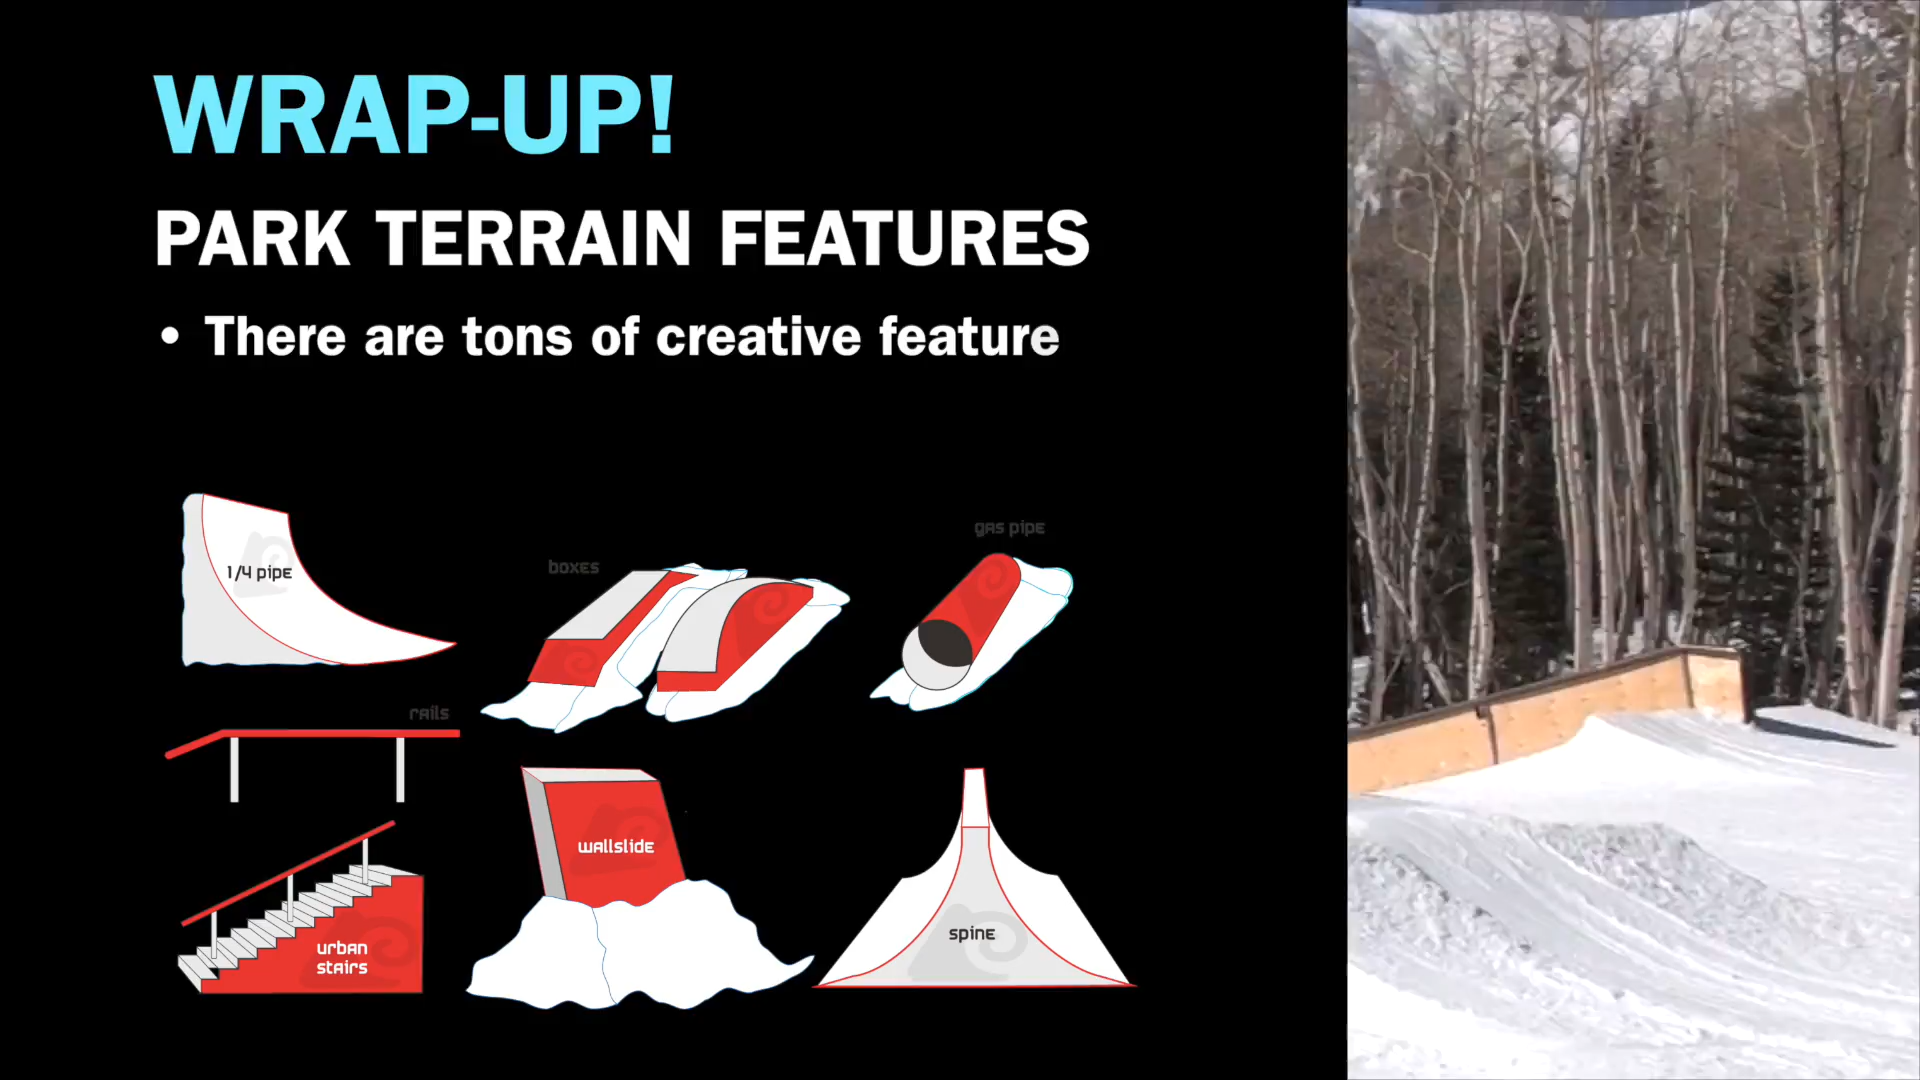 WRAP-UP!
PARK TERRAIN FEATURES
• There are tons of creative feature
gas pipe
boxes
1/4 pipe
rails
wallslide
spine
urban
stairs